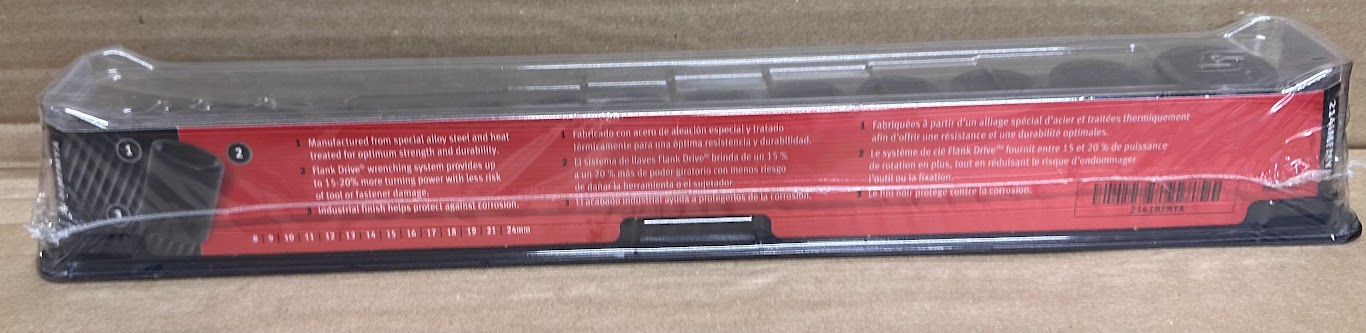 1
2
3
1 Manufactured from special alloy steel and heat
treated for optimum strength and durability.
2 Flank Drive® wrenching system provides up
to 15-20% more turning power with less risk
of tool or fastener damage.
3 Industrial finish helps protect against corrosion.
8 | 9 | 10 | 11 | 12 | 13 | 14 | 15 | 16 | 17 | 18 | 19 | 21 | 24mm
1 Fabricado con acero de aleación especial y tratado
térmicamente para una óptima resistencia y durabilidad.
2 El sistema de llaves Flank Drive® brinda de un 15 %
a un 20 % más de poder giratorio con menos riesgo
de dañar la herramienta o el sujetador.
3 El acabado industrial ayuda a protegerlos de la corrosión.
1 Fabriquées à partir d'un alliage spécial d'acier et traitées thermiquement
afin d'offrir une résistance et une durabilité optimales.
2 Le système de clé Flank Drive fournit entre 15 et 20 % de puissance
de rotation en plus, tout en réduisant le risque d'endommager
l'outil ou la fixation.
3 Le fini noir protège contre la corrosion.